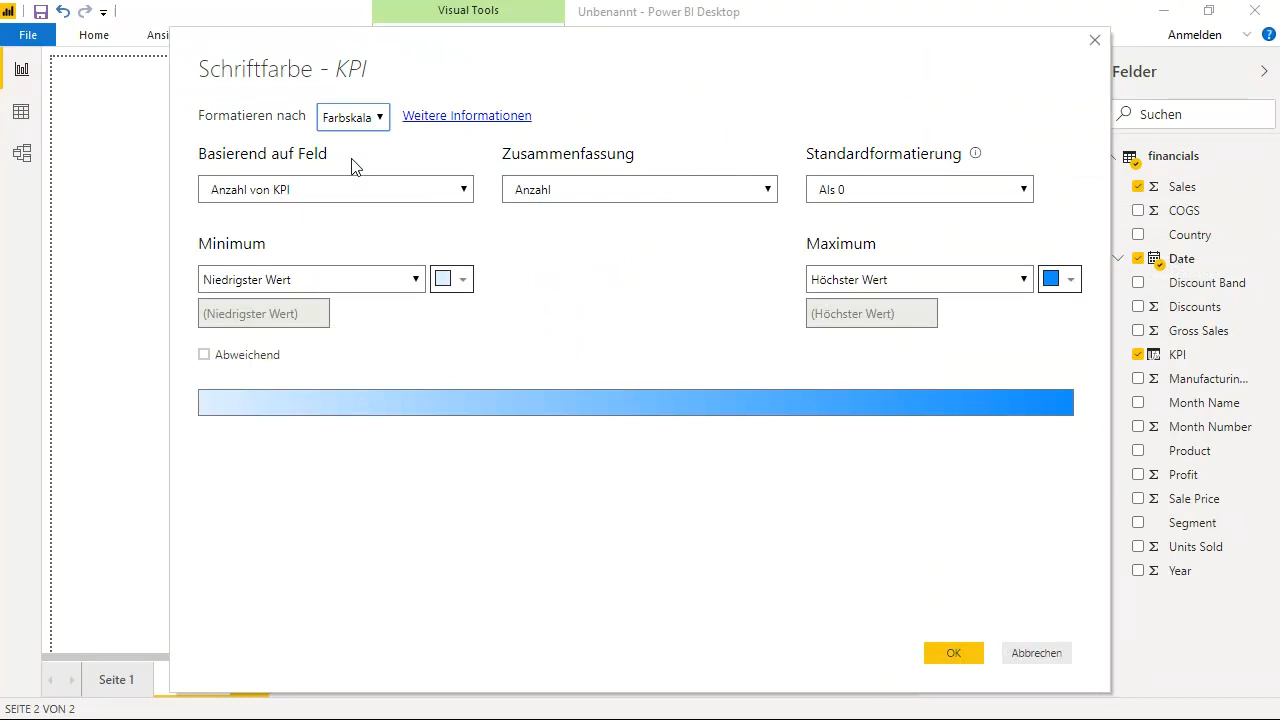 Visual Tools
Unbenannt - Power BI Desktop
File
Home
Ansi
Anmelden
?
Schriftfarbe - KPI
Formatieren nach
Farbskala
Weitere Informationen
Basierend auf Feld
Zusammenfassung
Standardformatierung
Anzahl von KPI
Anzahl
Als 0
Minimum
Maximum
Niedrigster Wert
Höchster Wert
(Niedrigster Wert)
(Höchster Wert)
Abweichend
OK
Abbrechen
Felder
Suchen
financials
Σ Sales
Σ COGS
Country
Date
Discount Band
Σ Discounts
Σ Gross Sales
KPI
Σ Manufacturin...
Month Name
Σ Month Number
Product
Σ Profit
Σ Sale Price
Segment
Σ Units Sold
Σ Year
Seite 1
SEITE 2 VON 2